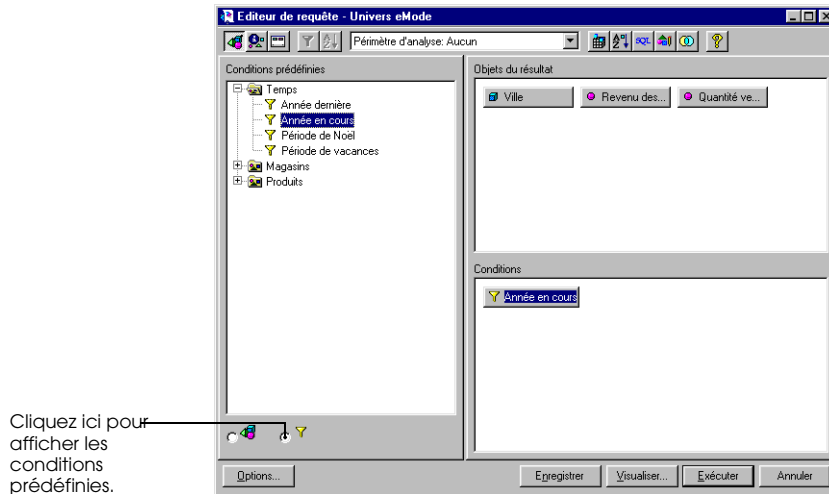 Editeur de requête - Univers eMode
Périmètre d'analyse: Aucun
SQL
Conditions prédéfinies
Temps
Année dernière
Année en cours
Période de Noël
Période de vacances
Magasins
Produits
Objets du résultat
Ville
Revenu des...
Quantité ve...
Conditions
Année en cours
Cliquez ici pour
afficher les
conditions
prédéfinies.
Options...
Enregistrer
Visualiser...
Exécuter
Annuler